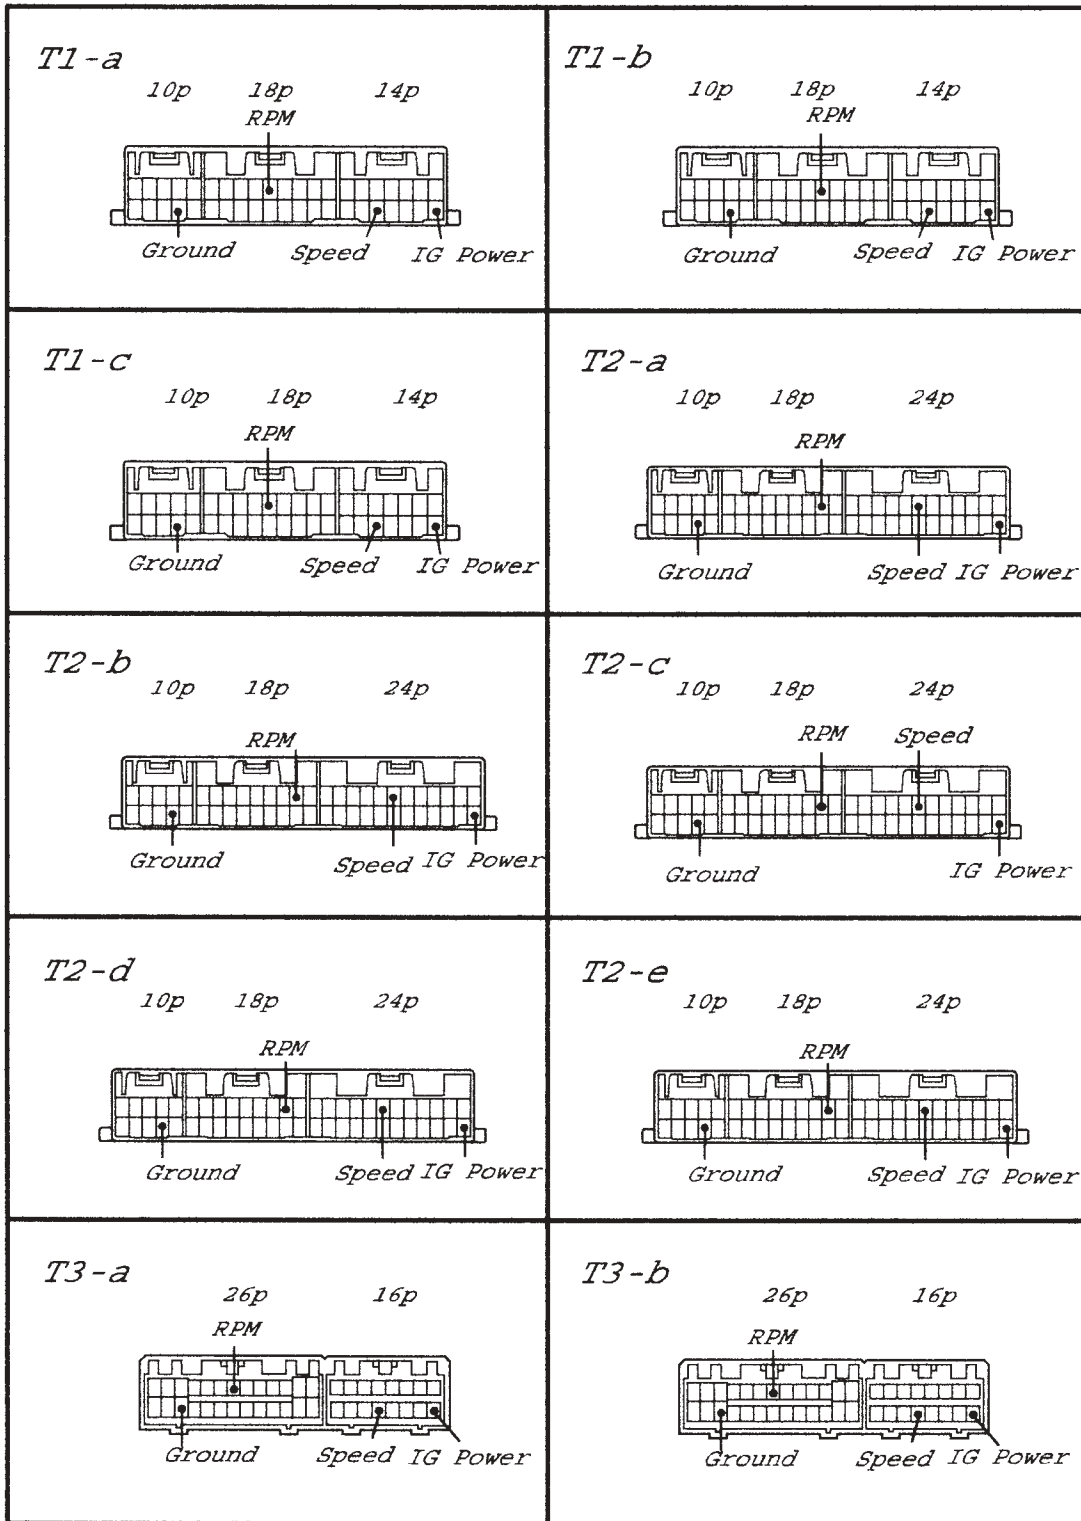 T1-a
10p 18p 14p
RPM
Ground Speed IG Power
T1-b
10p 18p 14p
RPM
Ground Speed IG Power
T1-c
10p 18p 14p
RPM
Ground Speed IG Power
T2-a
10p 18p 24p
RPM
Ground Speed IG Power
T2-b
10p 18p 24p
RPM
Ground Speed IG Power
T2-c
10p 18p 24p
RPM Speed
Ground IG Power
T2-d
10p 18p 24p
RPM
Ground Speed IG Power
T2-e
10p 18p 24p
RPM
Ground Speed IG Power
T3-a
26p 16p
RPM
Ground Speed IG Power
T3-b
26p 16p
RPM
Ground Speed IG Power